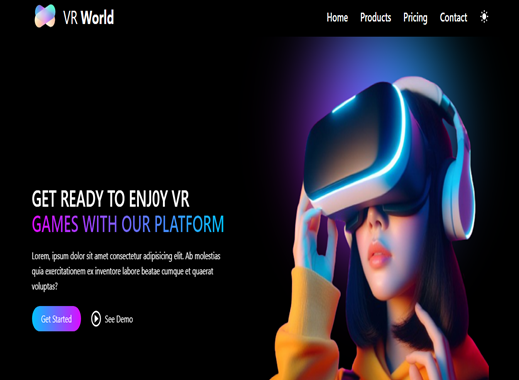 VR World
Home Products Pricing Contact
GET READY TO ENJ0Y VR
GAMES WITH OUR PLATFORM
Lorem, ipsum dolor sit amet consectetur adipisicing elit. Ab molestias
quia exercitationem ex inventore labore beatae cumque et quaerat
voluptas?
Get Started See Demo